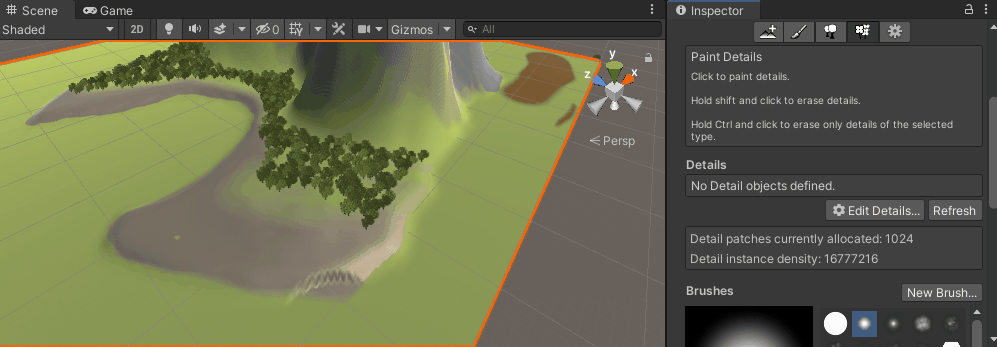 Scene
Game
Shaded
2D
0
Gizmos
All
y
z
x
Persp
Inspector
Paint Details
Click to paint details.
Hold shift and click to erase details.
Hold Ctrl and click to erase only details of the selected
type.
Details
No Detail objects defined.
Edit Details...
Refresh
Detail patches currently allocated: 1024
Detail instance density: 16777216
Brushes
New Brush...